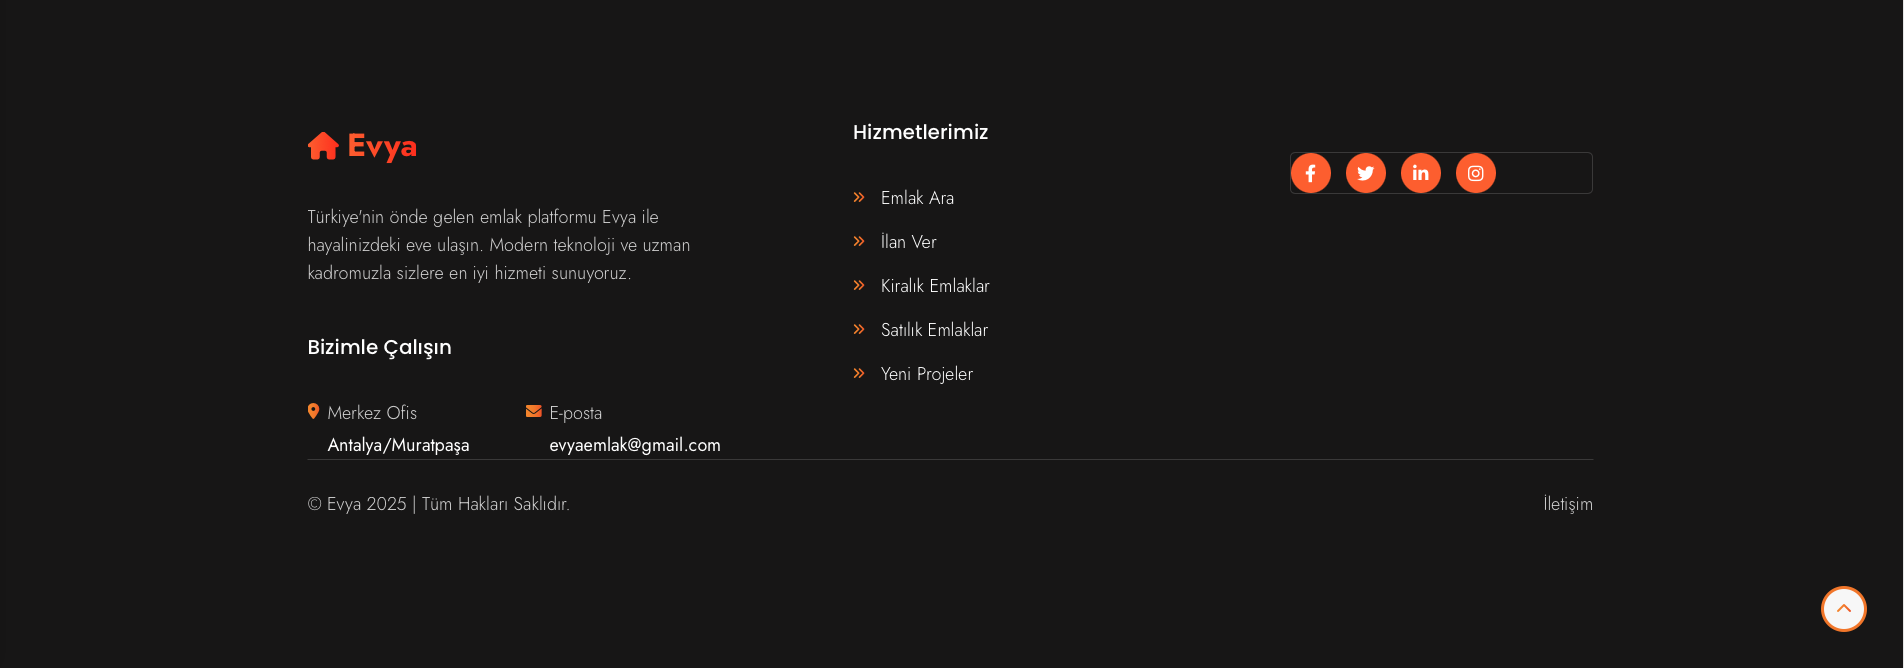 Evya
Türkiye'nin önde gelen emlak platformu Evya ile
hayalinizdeki eve ulaşın. Modern teknoloji ve uzman
kadromuzla sizlere en iyi hizmeti sunuyoruz.
Bizimle Çalışın
Merkez Ofis
Antalya/Muratpaşa
E-posta
evyaemlak@gmail.com
Hizmetlerimiz
Emlak Ara
İlan Ver
Kiralık Emlaklar
Satılık Emlaklar
Yeni Projeler
© Evya 2025 | Tüm Hakları Saklıdır.
İletişim